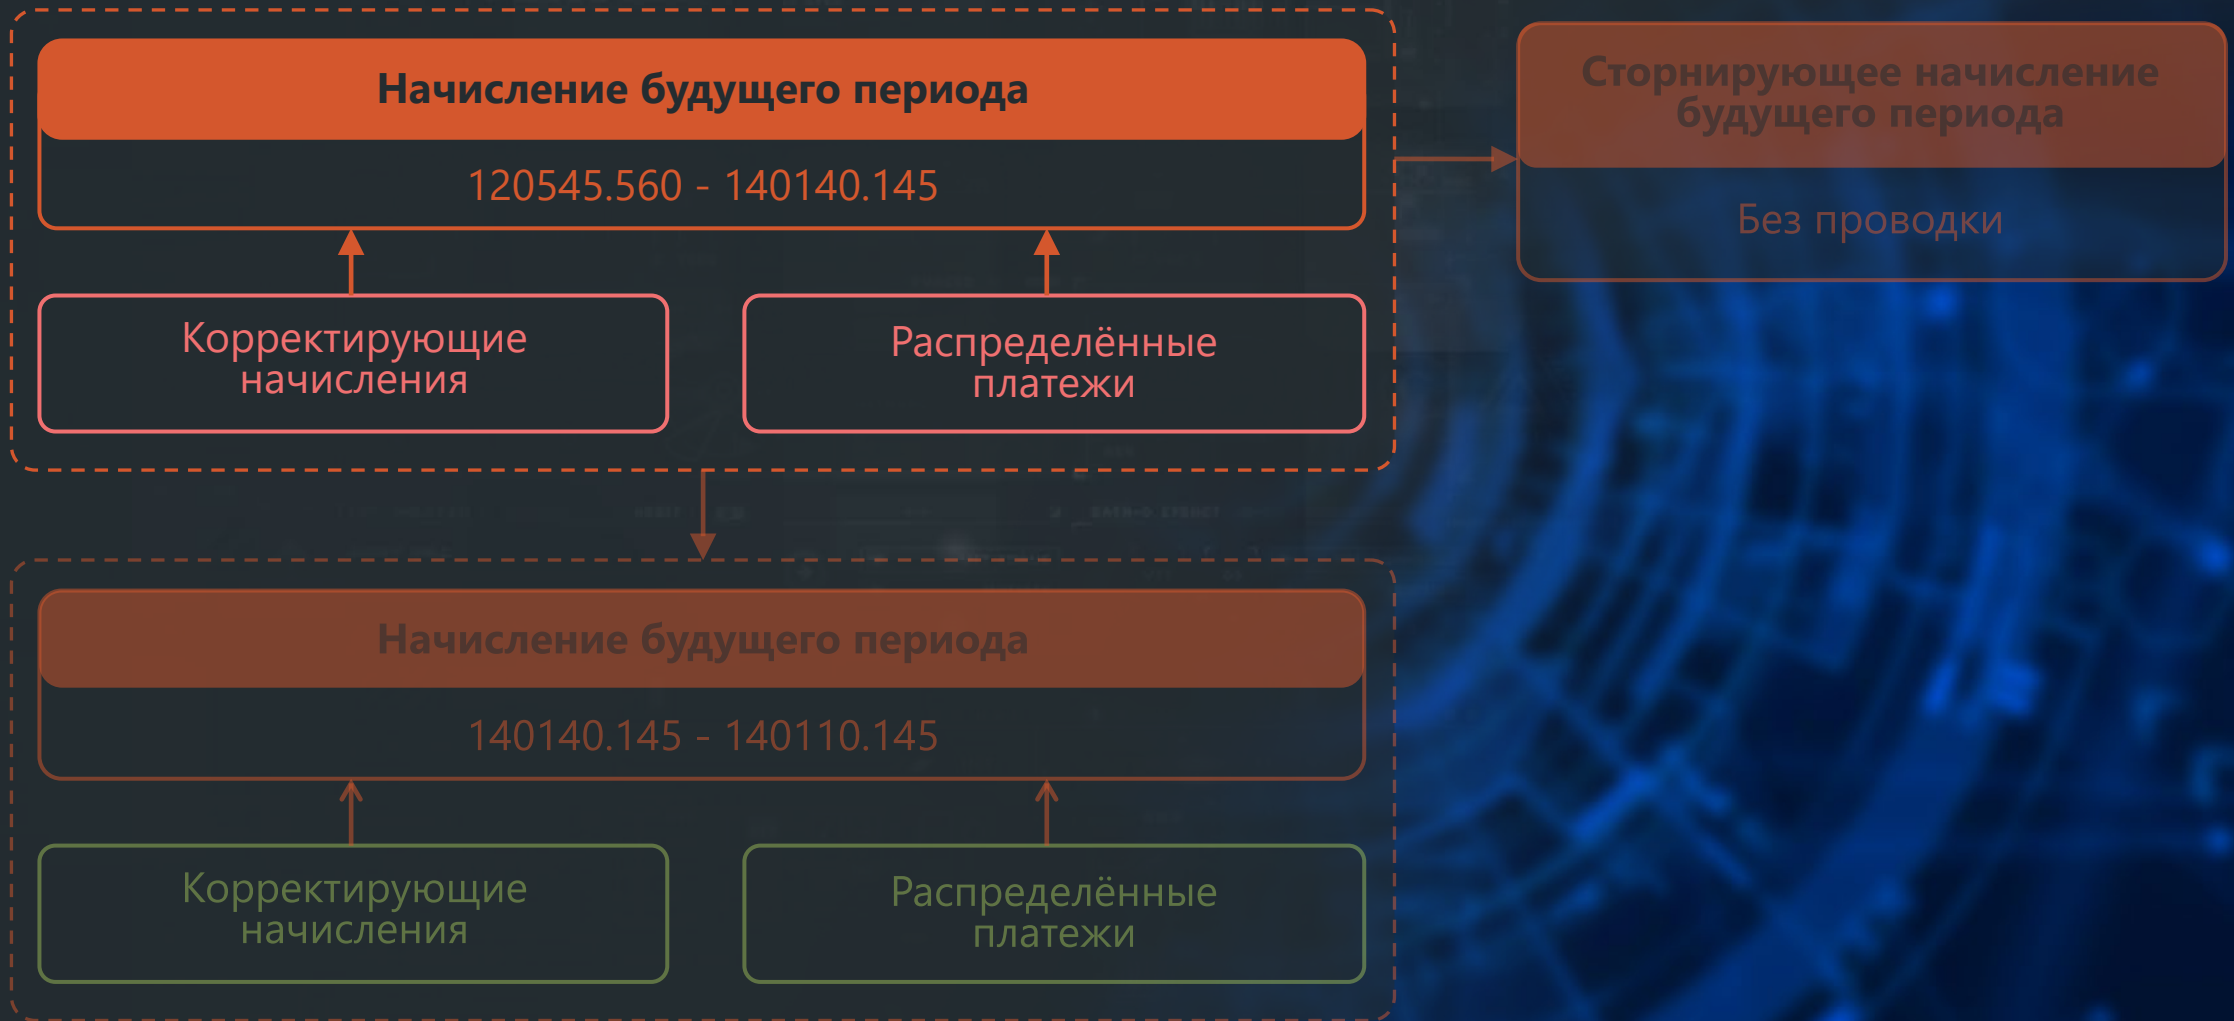 Начисление будущего периода
120545.560 - 140140.145
Корректирующие
начисления
Распределённые
платежи
Сторнирующее начисление
будущего периода
Без проводки
Начисление будущего периода
140140.145 - 140110.145
Корректирующие
начисления
Распределённые
платежи